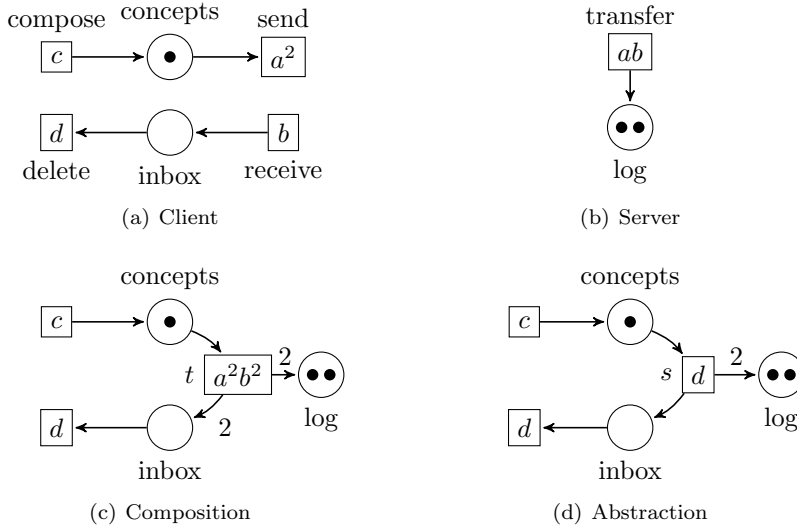 compose concepts send
c a²
d b
delete inbox receive
(a) Client
transfer
ab
log
(b) Server
concepts
c
t a²b² 2
2 log
d
inbox
(c) Composition
concepts
c
s d 2
log
d
inbox
(d) Abstraction